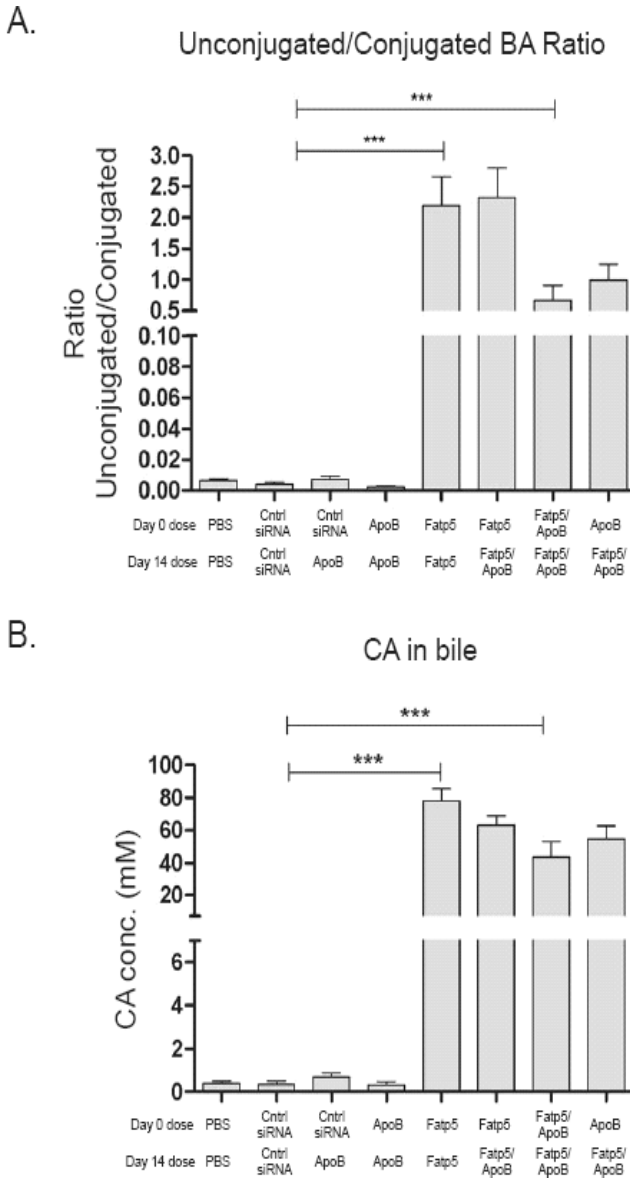 A.
Unconjugated/Conjugated BA Ratio
***
***
Ratio
Unconjugated/Conjugated
3.0
2.5
2.0
1.5
1.0
0.5
0.10
0.08
0.06
0.04
0.02
0.00
Day 0 dose PBS Cntrl siRNA Cntrl siRNA ApoB Fatp5 Fatp5 Fatp5/ApoB ApoB
Day 14 dose PBS Cntrl siRNA ApoB ApoB Fatp5 Fatp5/ApoB Fatp5/ApoB Fatp5/ApoB
B.
CA in bile
***
***
CA conc. (mM)
100
80
60
40
20
6
4
2
0
Day 0 dose PBS Cntrl siRNA Cntrl siRNA ApoB Fatp5 Fatp5 Fatp5/ApoB ApoB
Day 14 dose PBS Cntrl siRNA ApoB ApoB Fatp5 Fatp5/ApoB Fatp5/ApoB Fatp5/ApoB